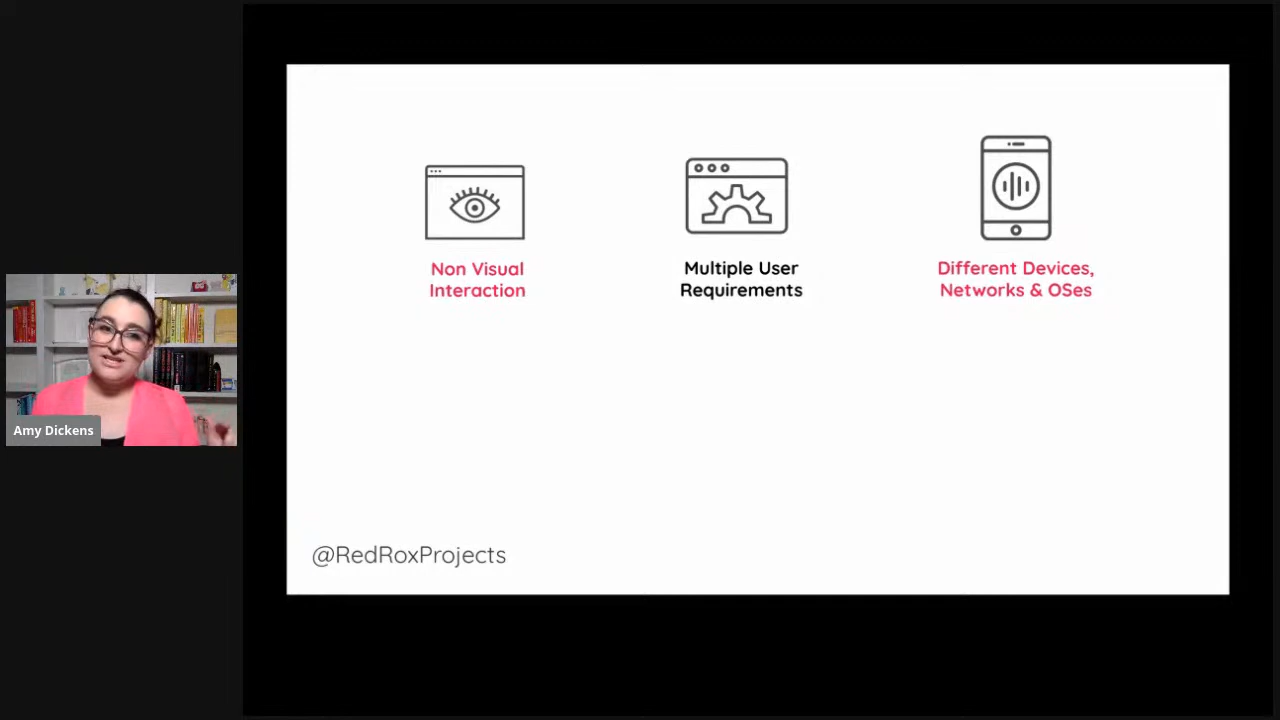 Non Visual
Interaction
Multiple User
Requirements
Different Devices,
Networks & OSes
Amy Dickens
@RedRoxProjects